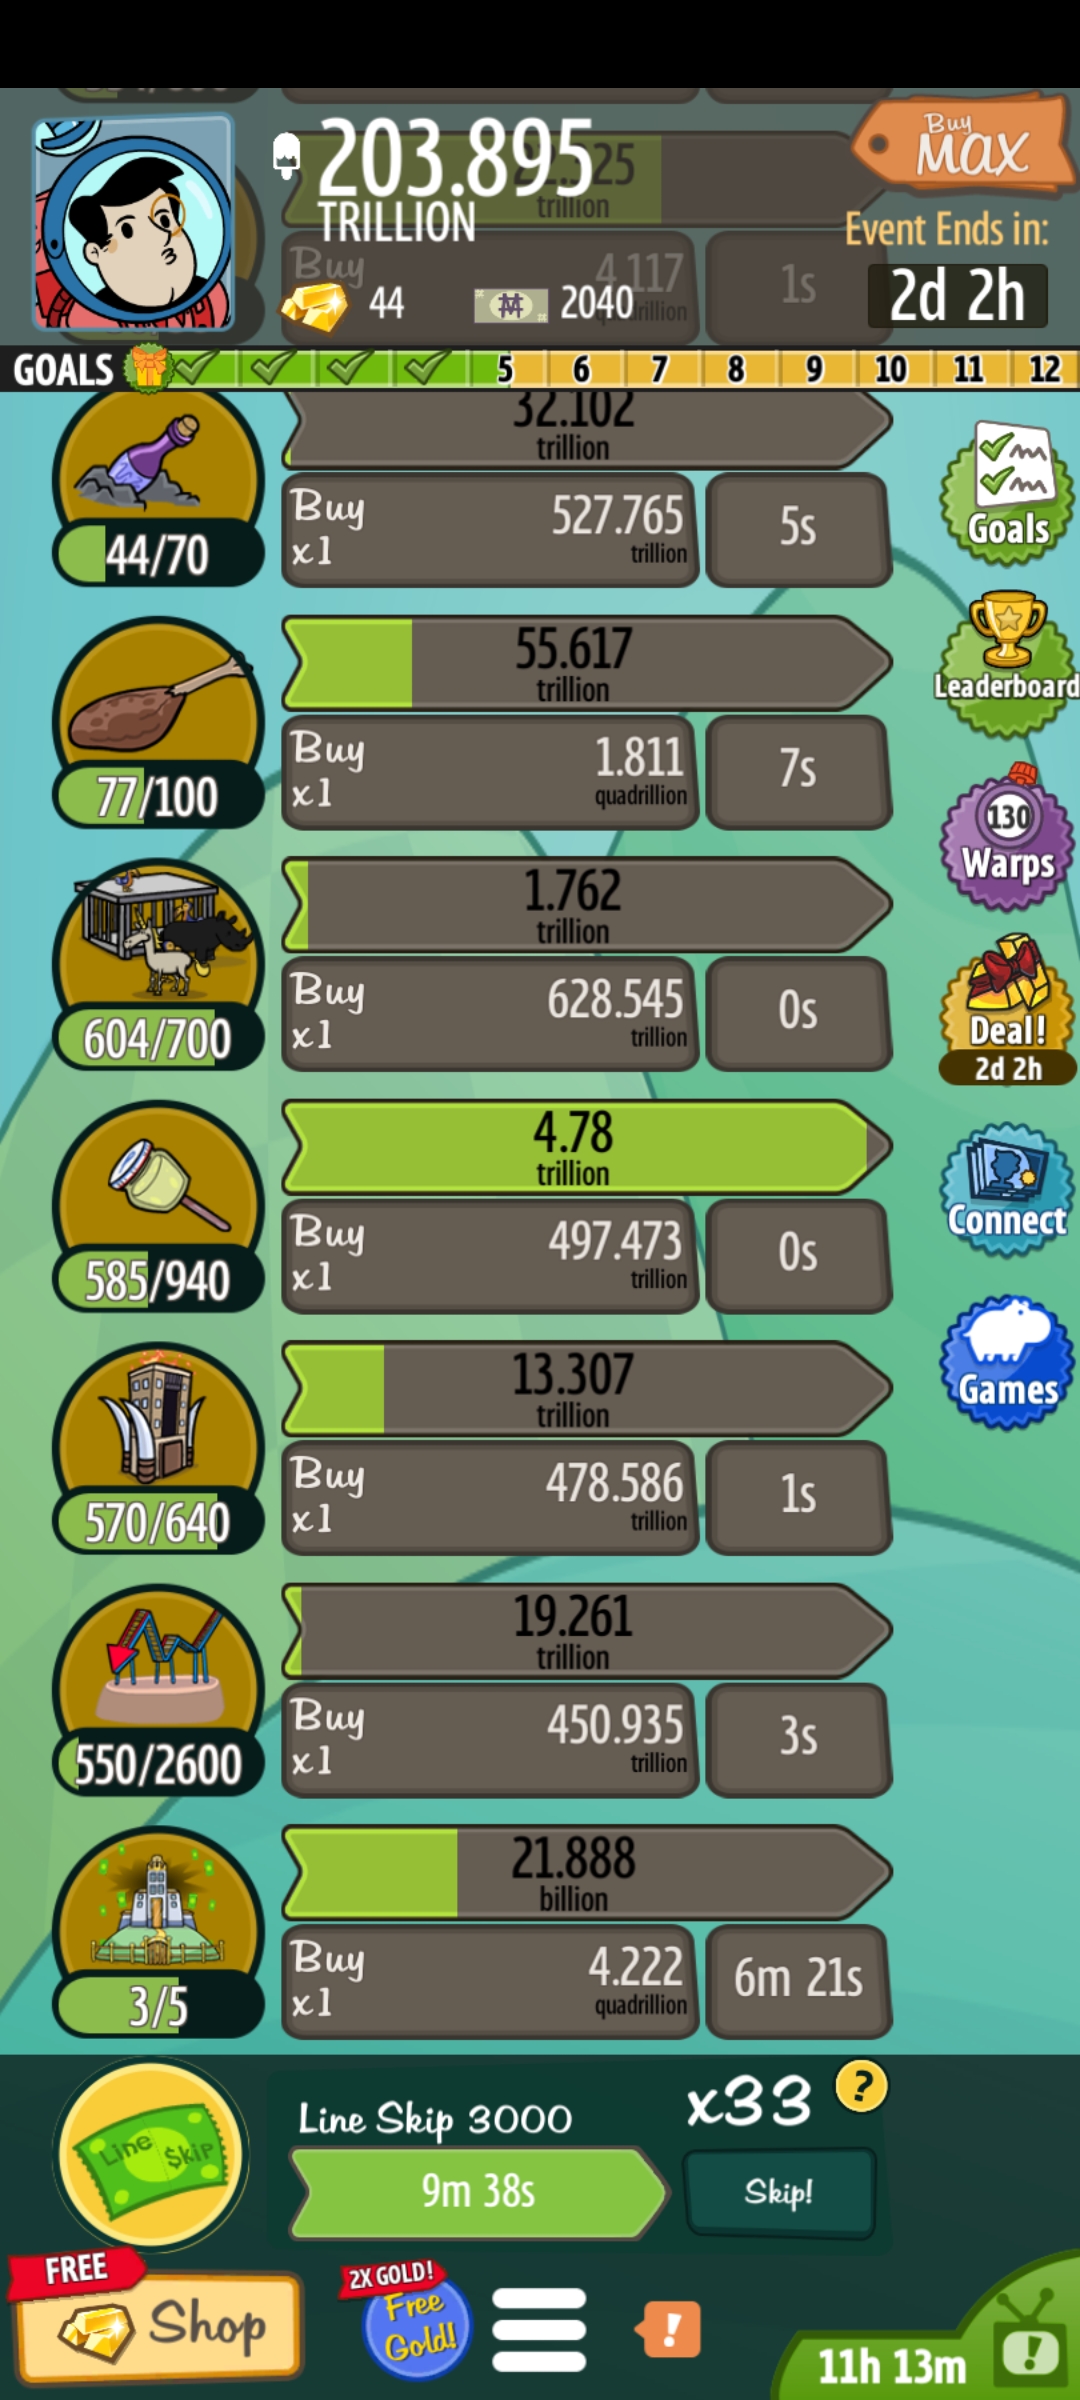 203.895
TRILLION
trillion
Buy
4.117
1s
44
2040
Buy
MAX
Event Ends in:
2d 2h
GOALS
5
6
7
8
9
10
11
12
32.102
trillion
Buy
x1
527.765
trillion
5s
44/70
55.617
trillion
Buy
x1
1.811
quadrillion
7s
77/100
1.762
trillion
Buy
x1
628.545
trillion
0s
604/700
4.78
trillion
Buy
x1
497.473
trillion
0s
585/940
13.307
trillion
Buy
x1
478.586
trillion
1s
570/640
19.261
trillion
Buy
x1
450.935
trillion
3s
550/2600
21.888
billion
Buy
x1
4.222
quadrillion
6m 21s
3/5
Goals
Leaderboard
130
Warps
Deal!
2d 2h
Connect
Games
Line $kip
Line Skip 3000
x33
?
9m 38s
Skip!
FREE
Shop
2X GOLD!
Free
Gold!
!
11h 13m
!